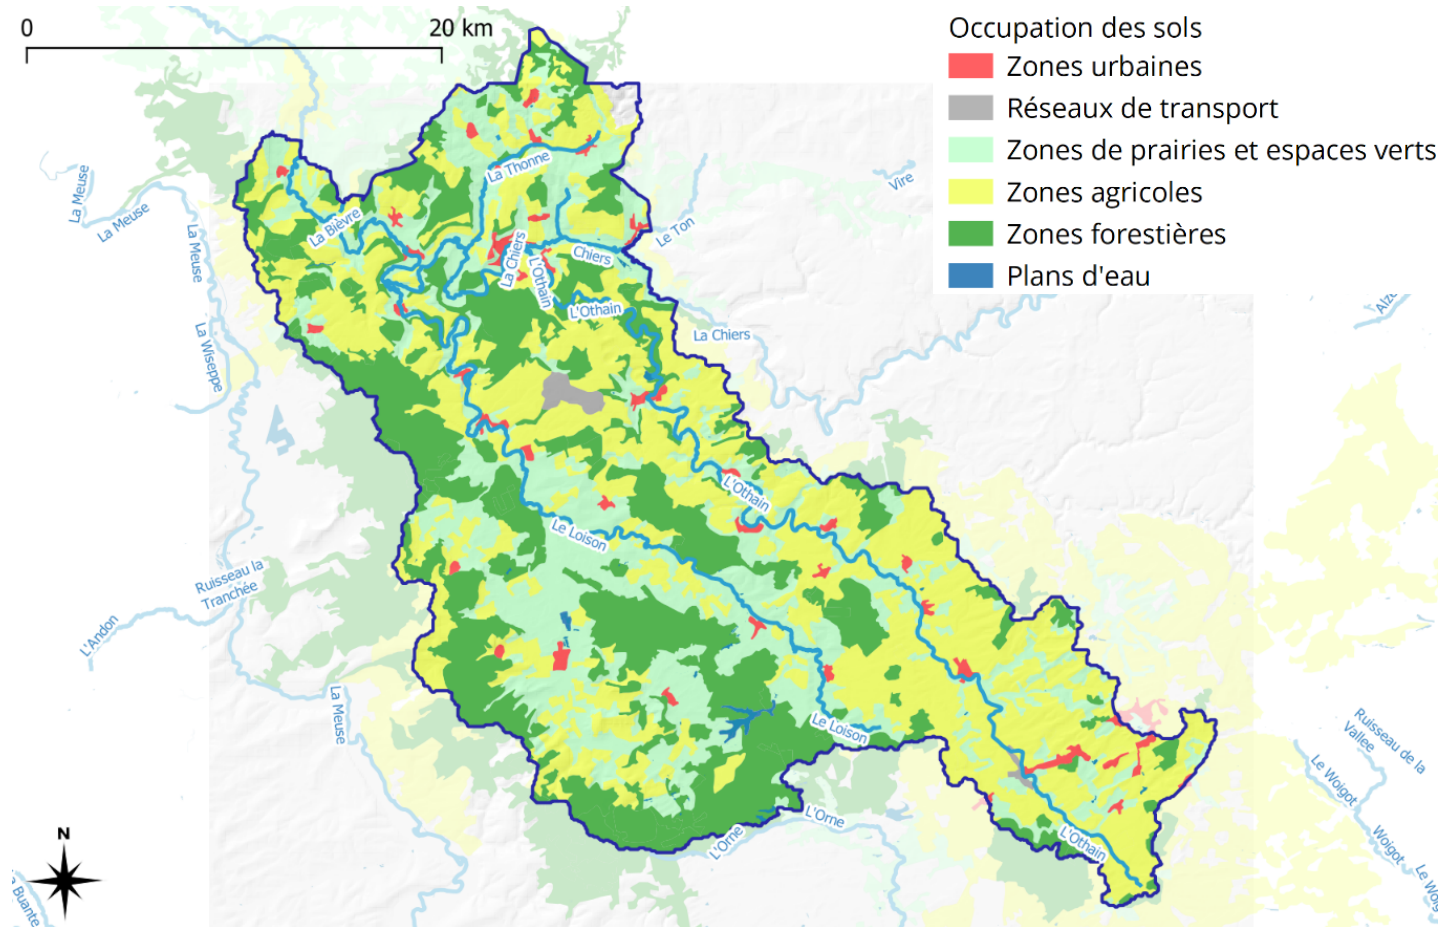 0
20 km
Occupation des sols
Zones urbaines
Réseaux de transport
Zones de prairies et espaces verts
Zones agricoles
Zones forestières
Plans d'eau
La Meuse
La Meuse
La Meuse
La Thonne
Vire
La Bièvre
Le Ton
La Chiers
Chiers
L'Othain
L'Othain
La Chiers
La Wiseppe
L'Othain
Le Loison
Ruisseau la
Tranchée
L'Andon
La Meuse
Le Loison
Ruisseau de la
Vallee
Le Woigot
L'Orne
L'Orne
L'Othain
Woigot
N
Buante